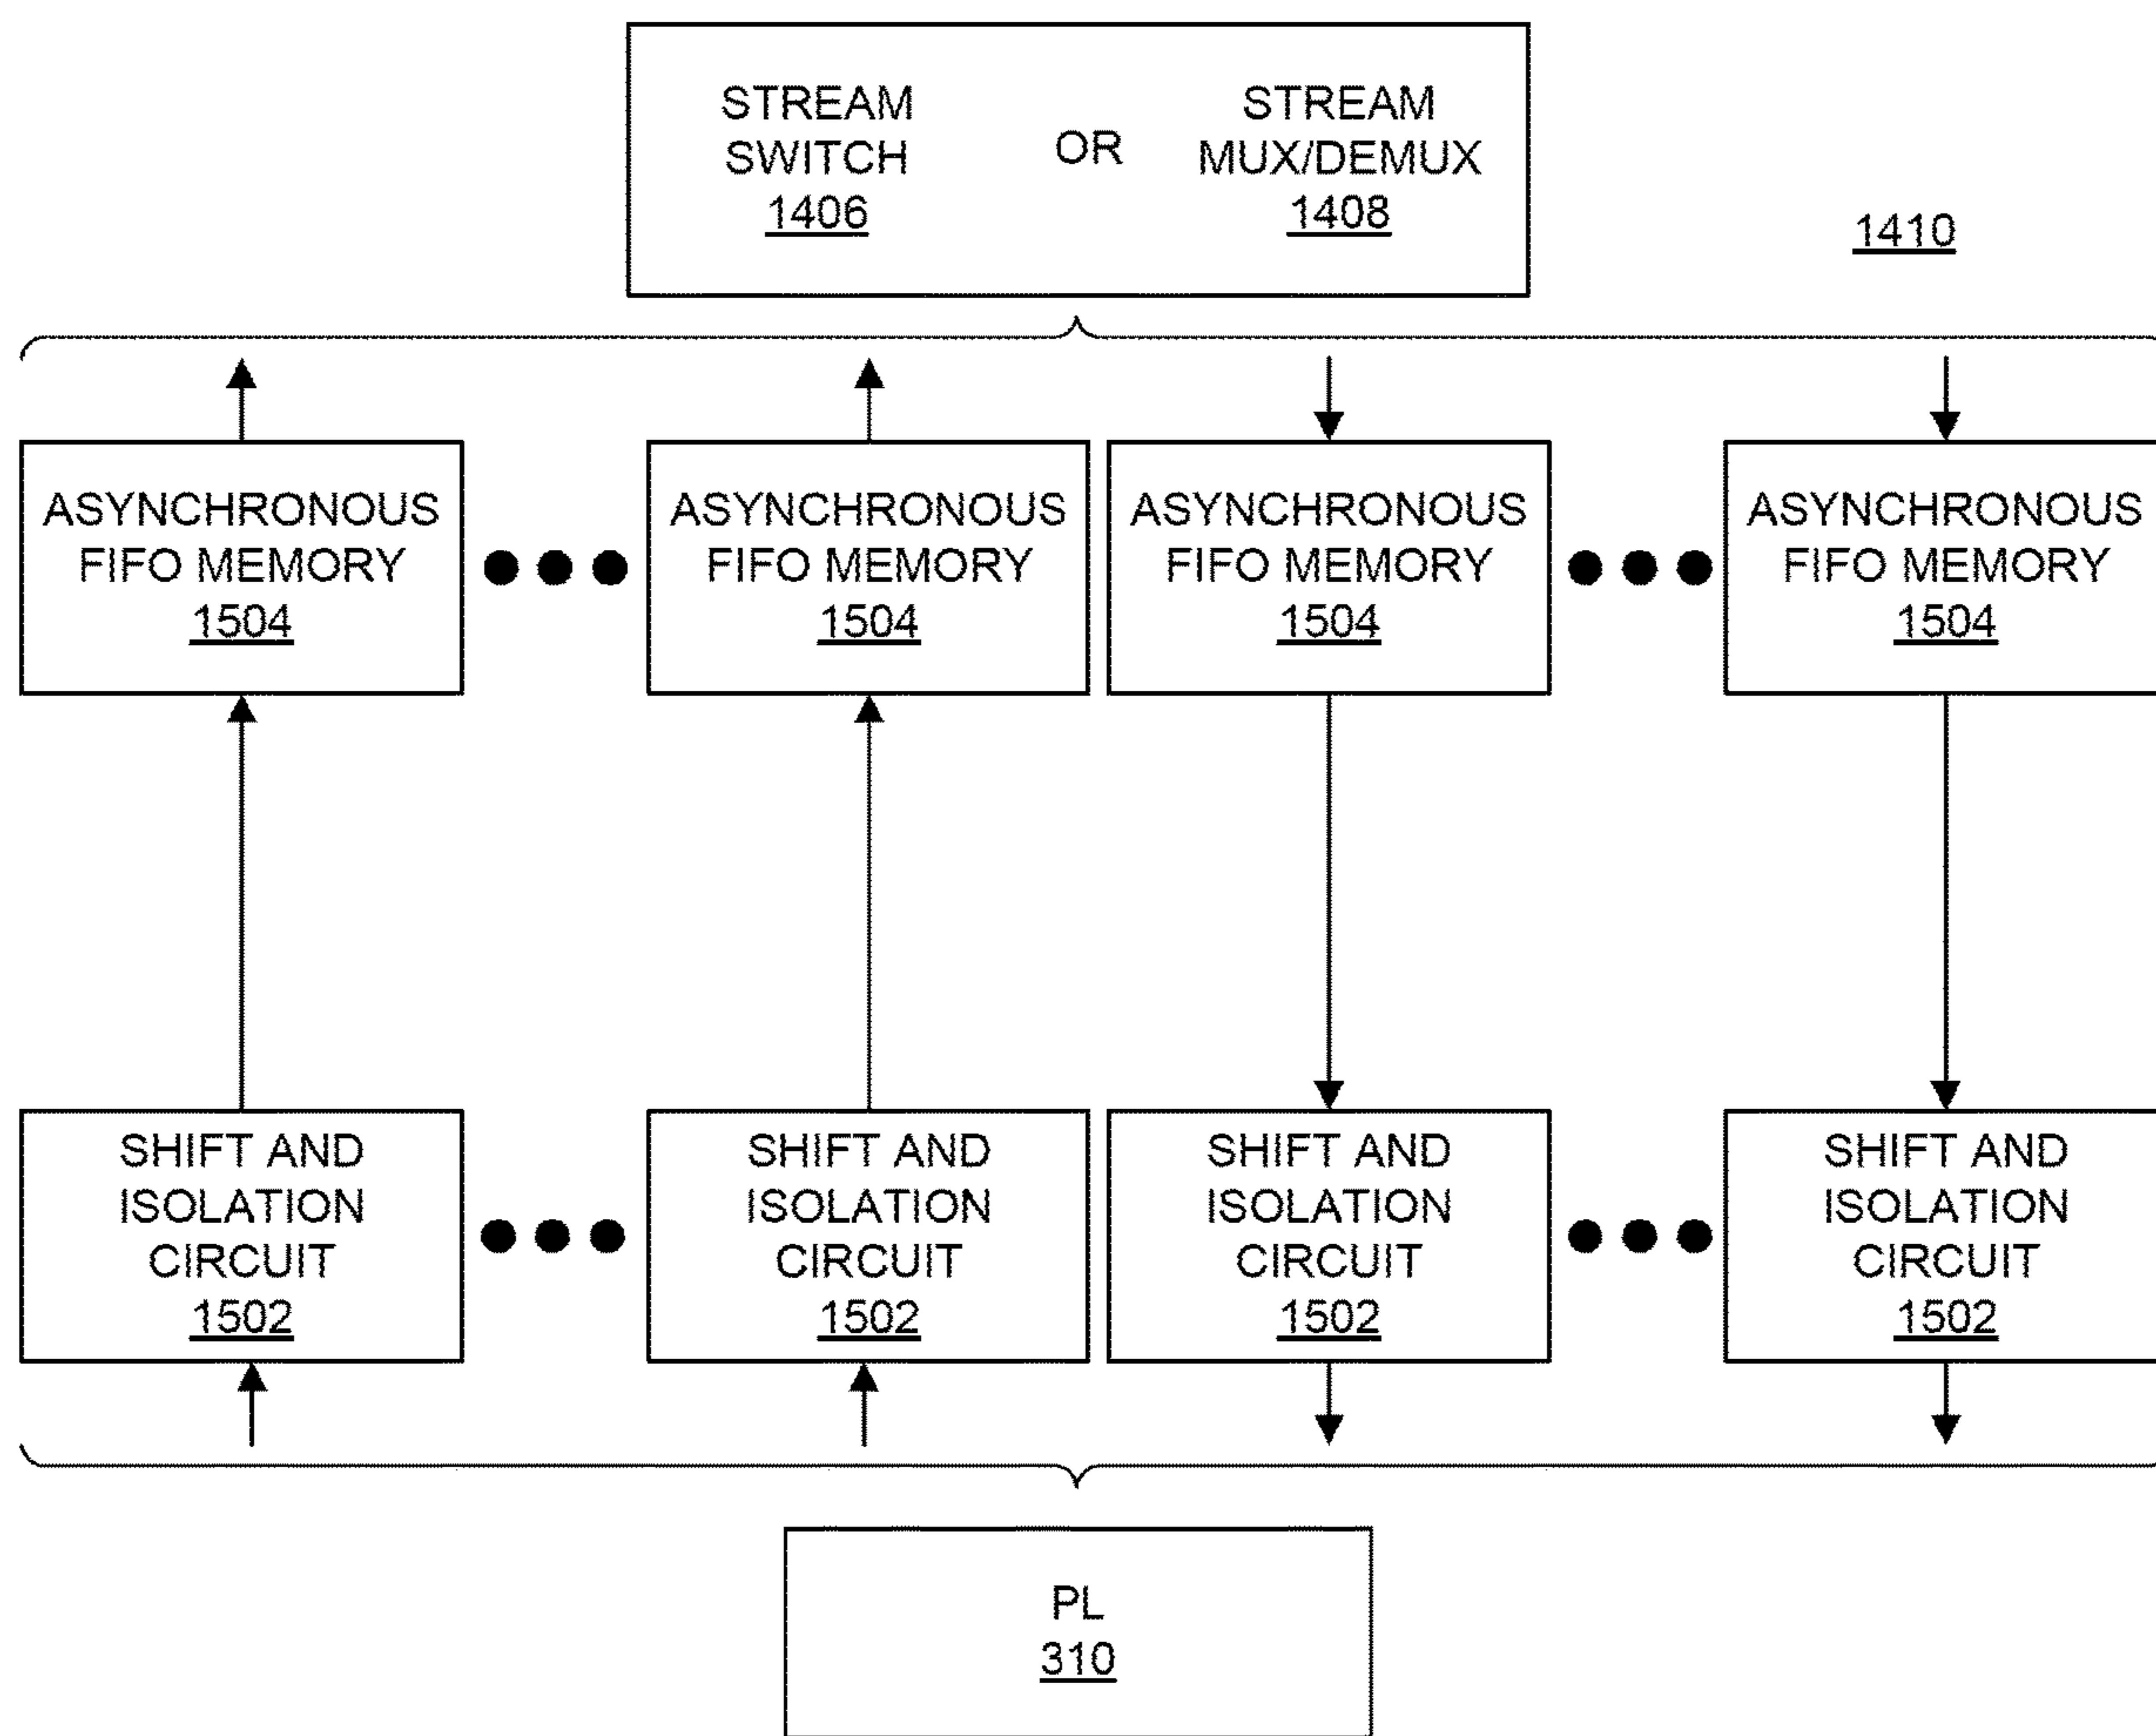 STREAM
SWITCH
1406
OR
STREAM
MUX/DEMUX
1408
1410
ASYNCHRONOUS
FIFO MEMORY
1504
ASYNCHRONOUS
FIFO MEMORY
1504
ASYNCHRONOUS
FIFO MEMORY
1504
ASYNCHRONOUS
FIFO MEMORY
1504
SHIFT AND
ISOLATION
CIRCUIT
1502
SHIFT AND
ISOLATION
CIRCUIT
1502
SHIFT AND
ISOLATION
CIRCUIT
1502
SHIFT AND
ISOLATION
CIRCUIT
1502
PL
310